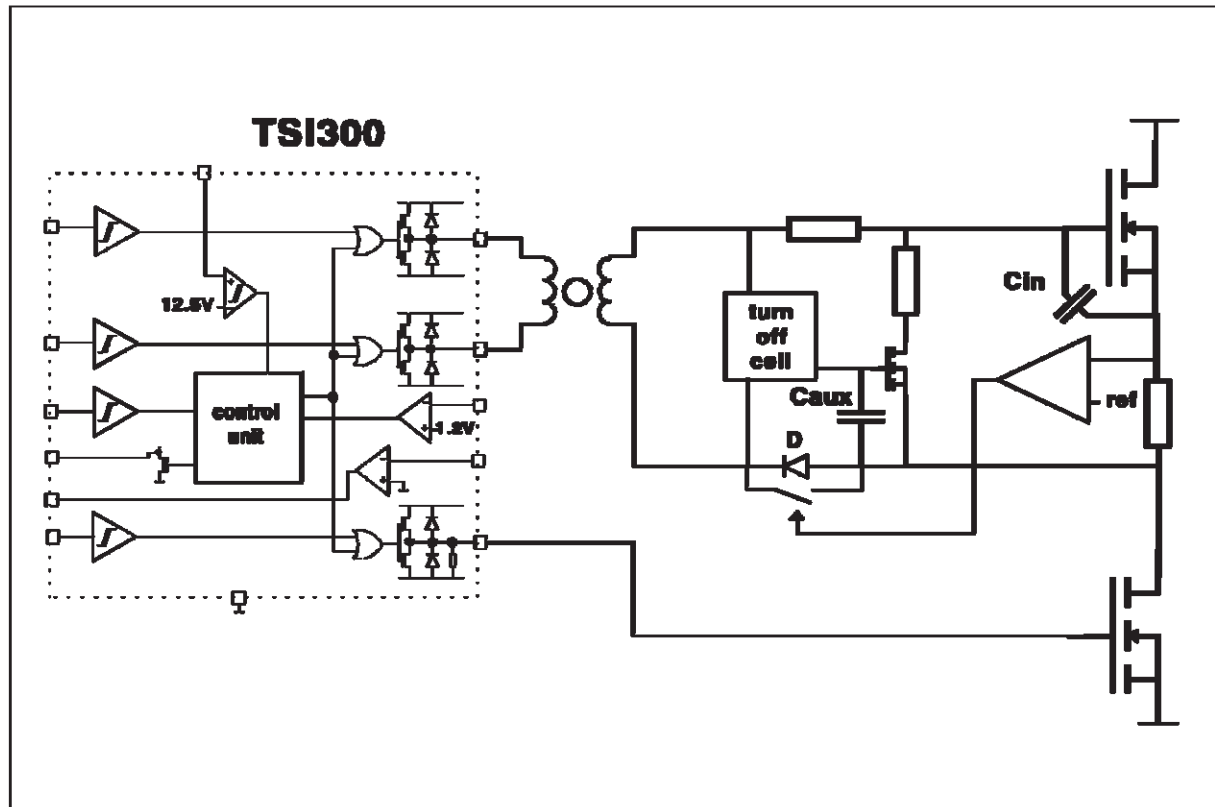 TSI300
12.5V
control
unit
1.2V
turn
off
cell
Caux
D
Cin
ref